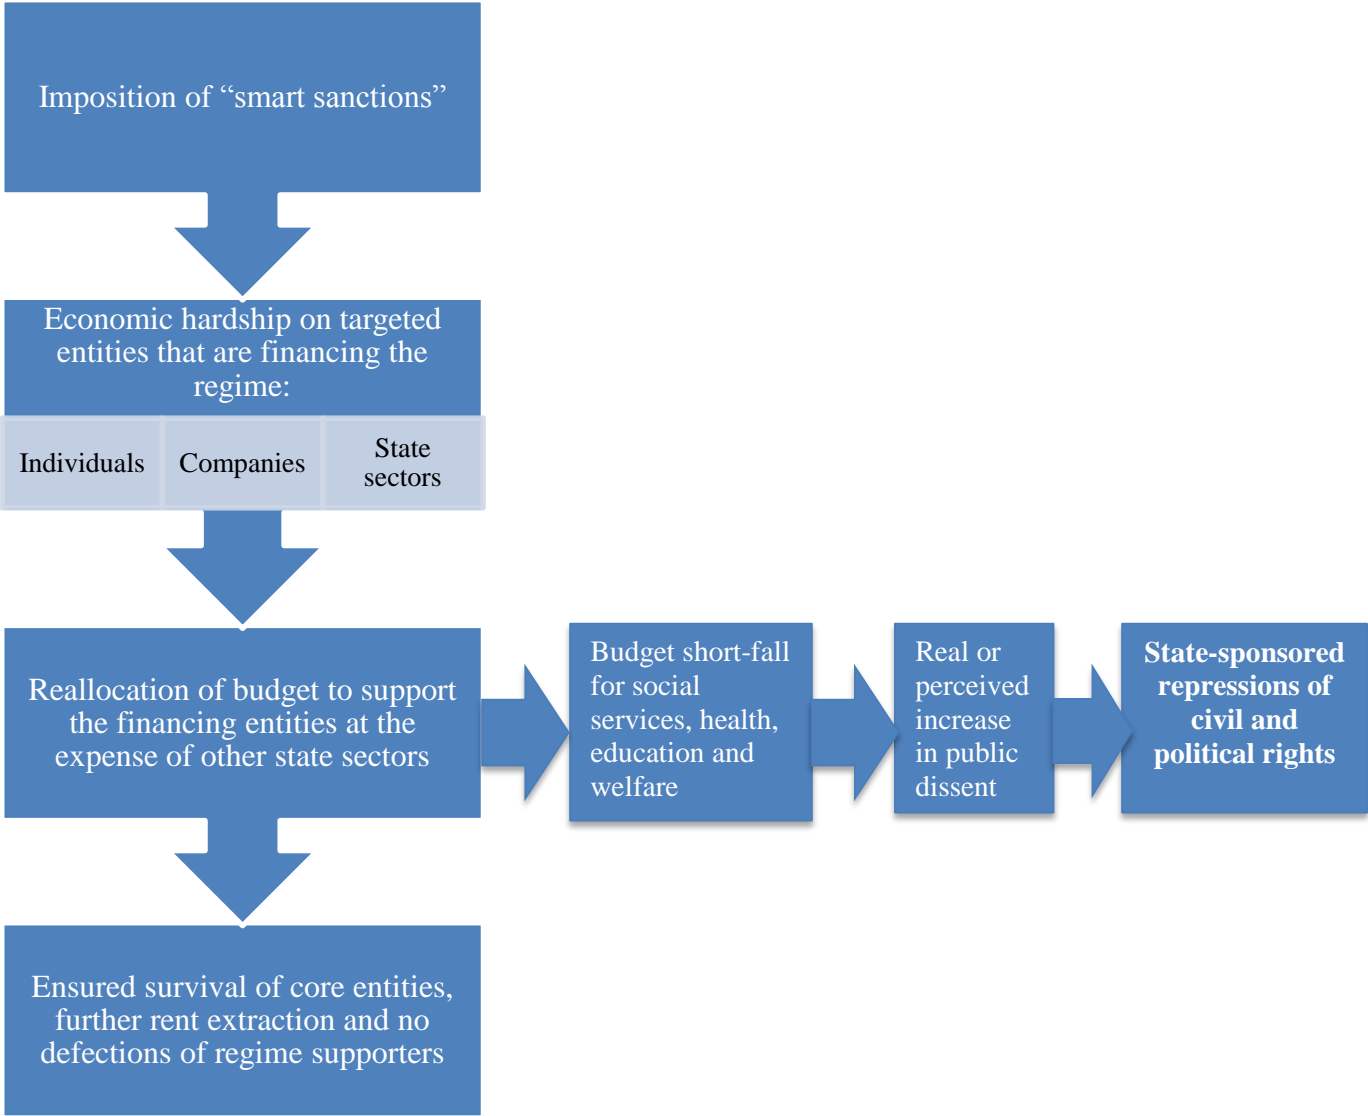 Imposition of “smart sanctions”
Economic hardship on targeted
entities that are financing the
regime:
Individuals
Companies
State
sectors
Reallocation of budget to support
the financing entities at the
expense of other state sectors
Budget short-fall
for social
services, health,
education and
welfare
Real or
perceived
increase
in public
dissent
State-sponsored
repressions of
civil and
political rights
Ensured survival of core entities,
further rent extraction and no
defections of regime supporters